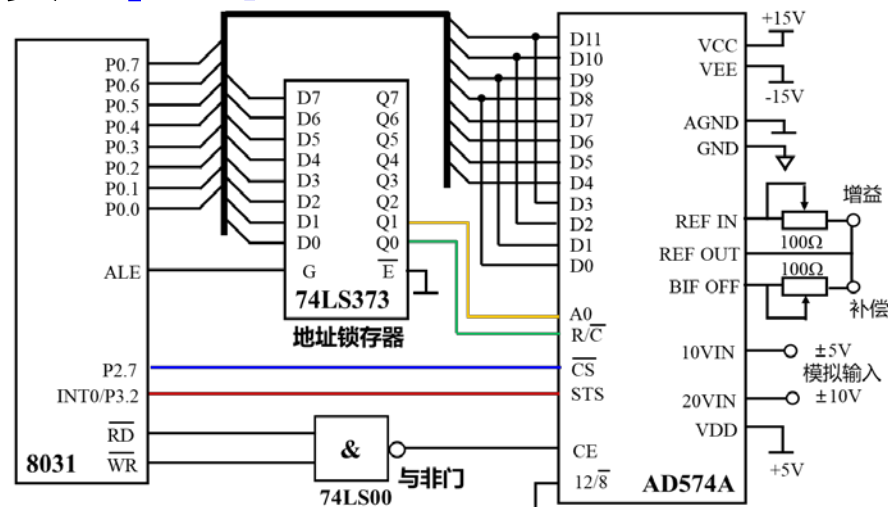 P0.7
P0.6
P0.5
P0.4
P0.3
P0.2
P0.1
P0.0
ALE
P2.7
INT0/P3.2
R̅D̅
W̅R̅
8031
D7 Q7
D6 Q6
D5 Q5
D4 Q4
D3 Q3
D2 Q2
D1 Q1
D0 Q0
G E̅
74LS373
地址锁存器
&
与非门
74LS00
D11
D10
D9
D8
D7
D6
D5
D4
D3
D2
D1
D0
A0
R/C̅
C̅S̅
STS
CE
12/8̅
AD574A
VCC
VEE
AGND
GND
REF IN
REF OUT
BIF OFF
10VIN
20VIN
VDD
+15V
-15V
增益
100Ω
100Ω
补偿
±5V
模拟输入
±10V
+5V